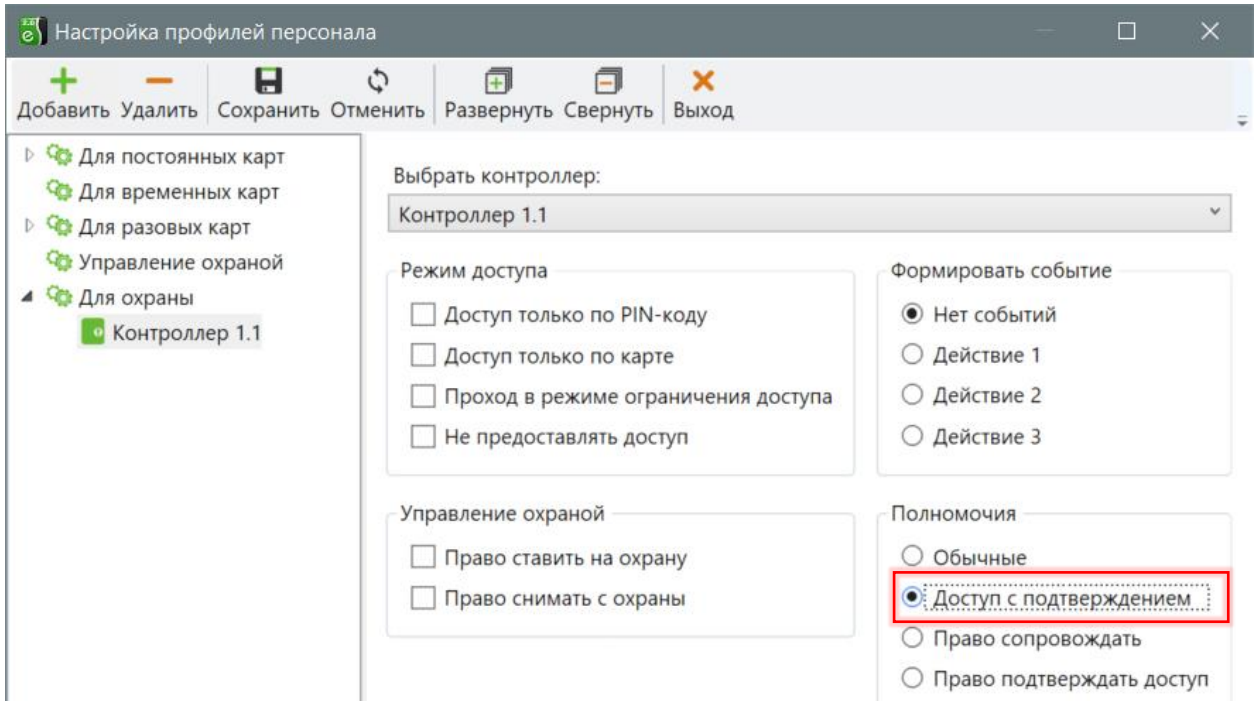 Настройка профилей персонала
Добавить Удалить Сохранить Отменить Развернуть Свернуть Выход
Для постоянных карт
Для временных карт
Для разовых карт
Управление охраной
Для охраны
Контроллер 1.1
Выбрать контроллер:
Контроллер 1.1
Режим доступа
Доступ только по PIN-коду
Доступ только по карте
Проход в режиме ограничения доступа
Не предоставлять доступ
Формировать событие
Нет событий
Действие 1
Действие 2
Действие 3
Управление охраной
Право ставить на охрану
Право снимать с охраны
Полномочия
Обычные
Доступ с подтверждением
Право сопровождать
Право подтверждать доступ